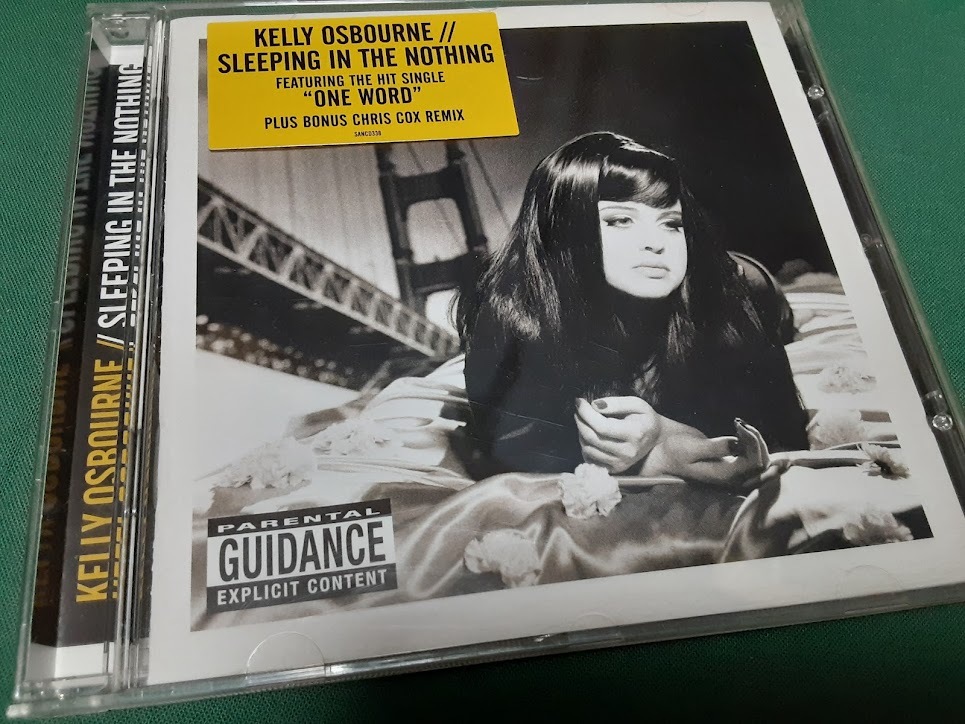 KELLY OSBOURNE //
SLEEPING IN THE NOTHING
FEATURING THE HIT SINGLE
"ONE WORD"
PLUS BONUS CHRIS COX REMIX
SANCD338
KELLY OSBOURNE // SLEEPING IN THE NOTHING
PARENTAL
GUIDANCE
EXPLICIT CONTENT